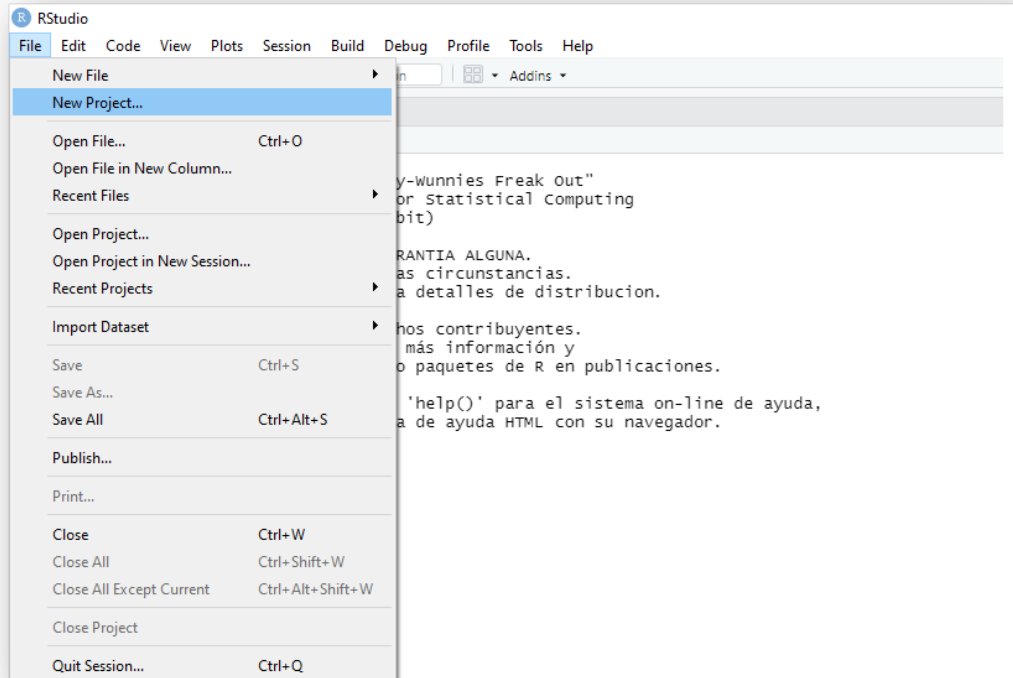 RStudio
File Edit Code View Plots Session Build Debug Profile Tools Help
New File
Addins
New Project...
Open File... Ctrl+O
Open File in New Column...
Recent Files
Open Project...
Open Project in New Session...
Recent Projects
Import Dataset
Save Ctrl+S
Save As...
Save All Ctrl+Alt+S
Publish...
Print...
Close Ctrl+W
Close All Ctrl+Shift+W
Close All Except Current Ctrl+Alt+Shift+W
Close Project
Quit Session... Ctrl+Q
y-Wunnies Freak Out"
or Statistical Computing
bit)
RANTIA ALGUNA.
as circunstancias.
a detalles de distribucion.
hos contribuyentes.
más información y
o paquetes de R en publicaciones.
'help()' para el sistema on-line de ayuda,
a de ayuda HTML con su navegador.